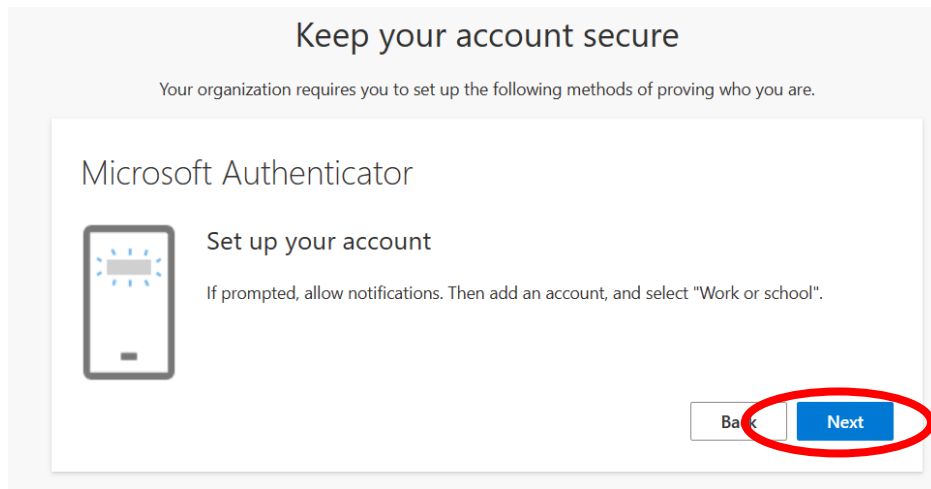 Keep your account secure
Your organization requires you to set up the following methods of proving who you are.
Microsoft Authenticator
Set up your account
If prompted, allow notifications. Then add an account, and select "Work or school".
Back
Next